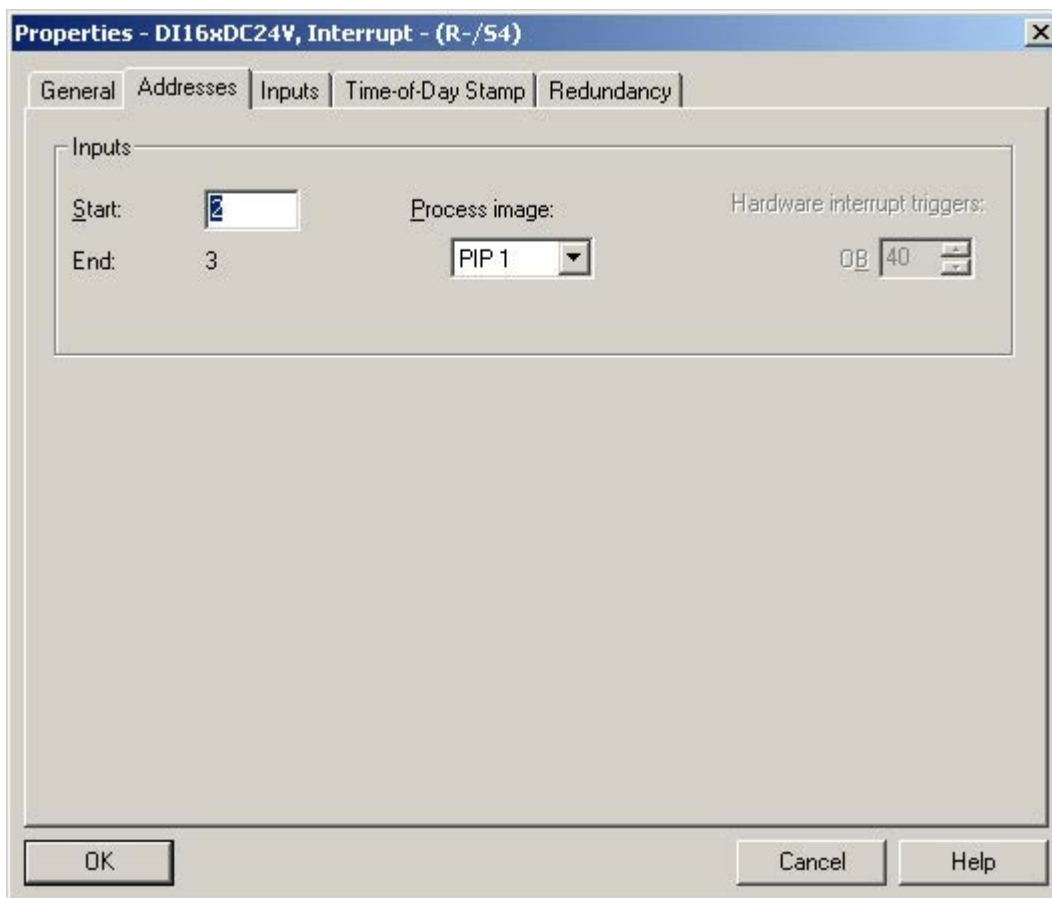 Properties - DI16xDC24V, Interrupt - (R-/S4)
General Addresses Inputs Time-of-Day Stamp Redundancy
Inputs
Start: 2 Process image: Hardware interrupt triggers:
End: 3 PIP 1 OB 40
OK Cancel Help